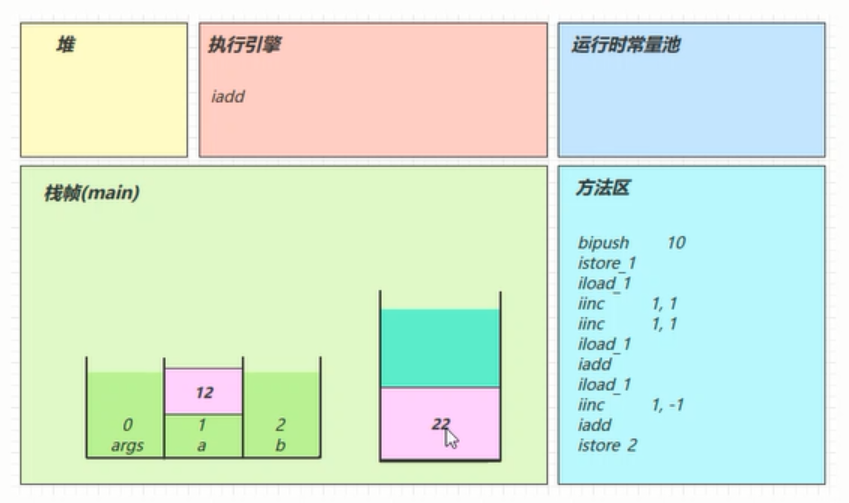 堆
执行引擎
iadd
运行时常量池
栈帧(main)
12
0
1
2
args
a
b
22
方法区
bipush 10
istore_1
iload_1
iinc 1, 1
iinc 1, 1
iload_1
iadd
iload_1
iinc 1, -1
iadd
istore 2